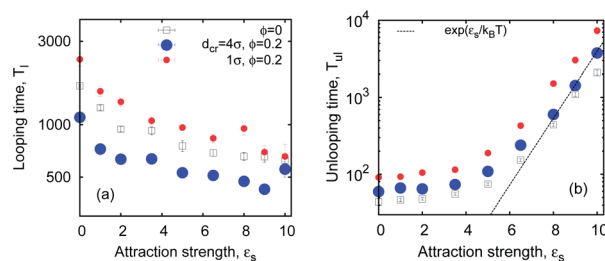 3000
1000
500
Looping time, T_l
ϕ=0
d_cr=4σ, ϕ=0.2
1σ, ϕ=0.2
(a)
0 2 4 6 8 10
Attraction strength, ε_s
10^4
10^3
10^2
Unlooping time, T_ul
exp(ε_s/k_BT)
(b)
0 2 4 6 8 10
Attraction strength, ε_s